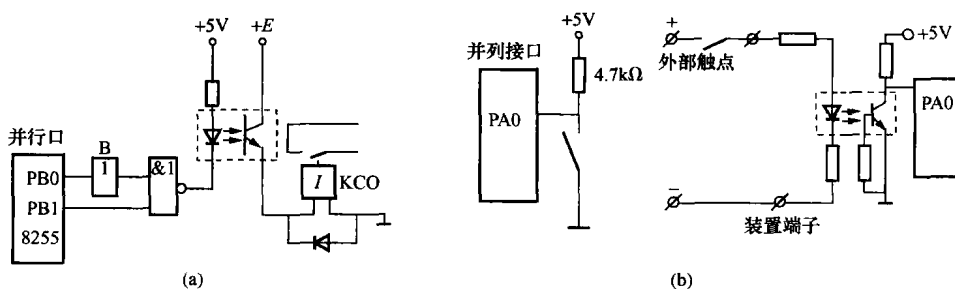 +5V
+E
并行口
B
1
&1
PB0
PB1
8255
I
KCO
(a)
+5V
并列接口
4.7kΩ
PA0
+
外部触点
+5V
PA0
−
装置端子
(b)